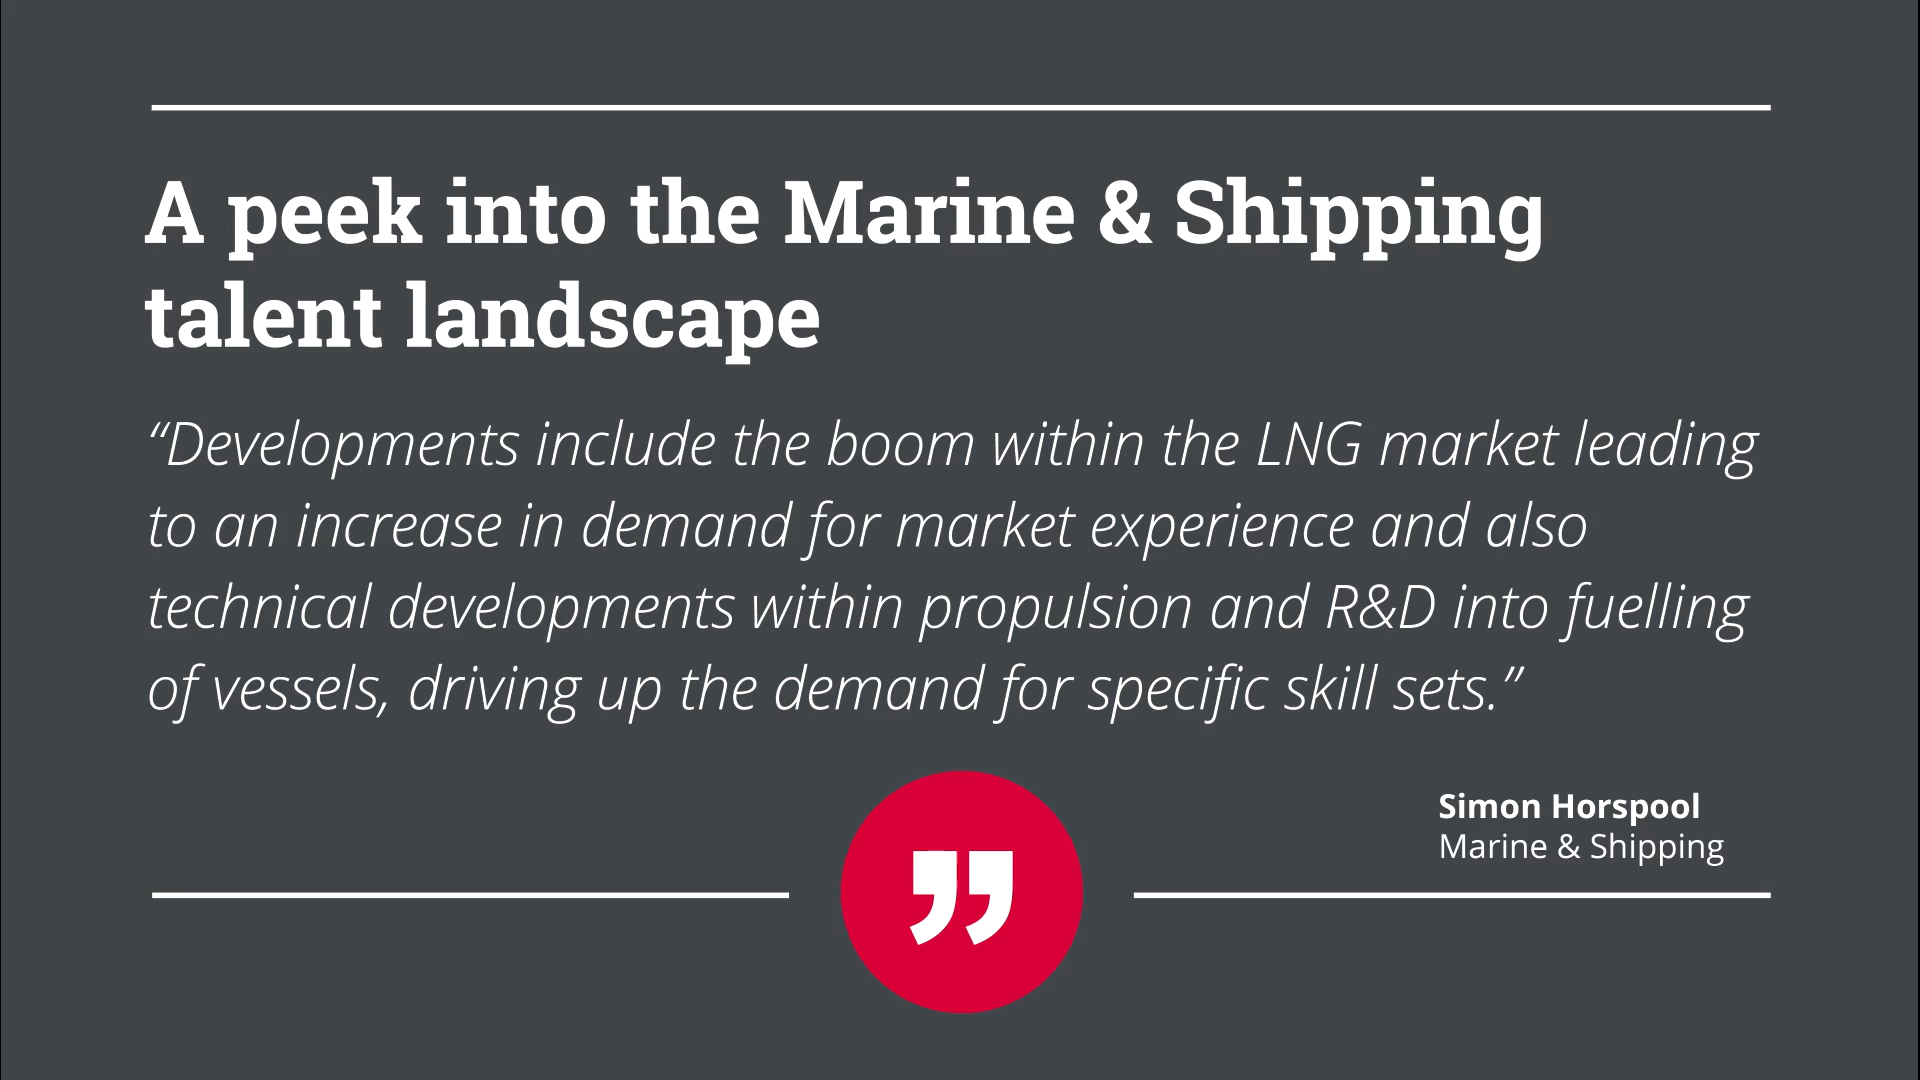 A peek into the Marine & Shipping
talent landscape
“Developments include the boom within the LNG market leading
to an increase in demand for market experience and also
technical developments within propulsion and R&D into fuelling
of vessels, driving up the demand for specific skill sets.”
Simon Horspool
Marine & Shipping
”